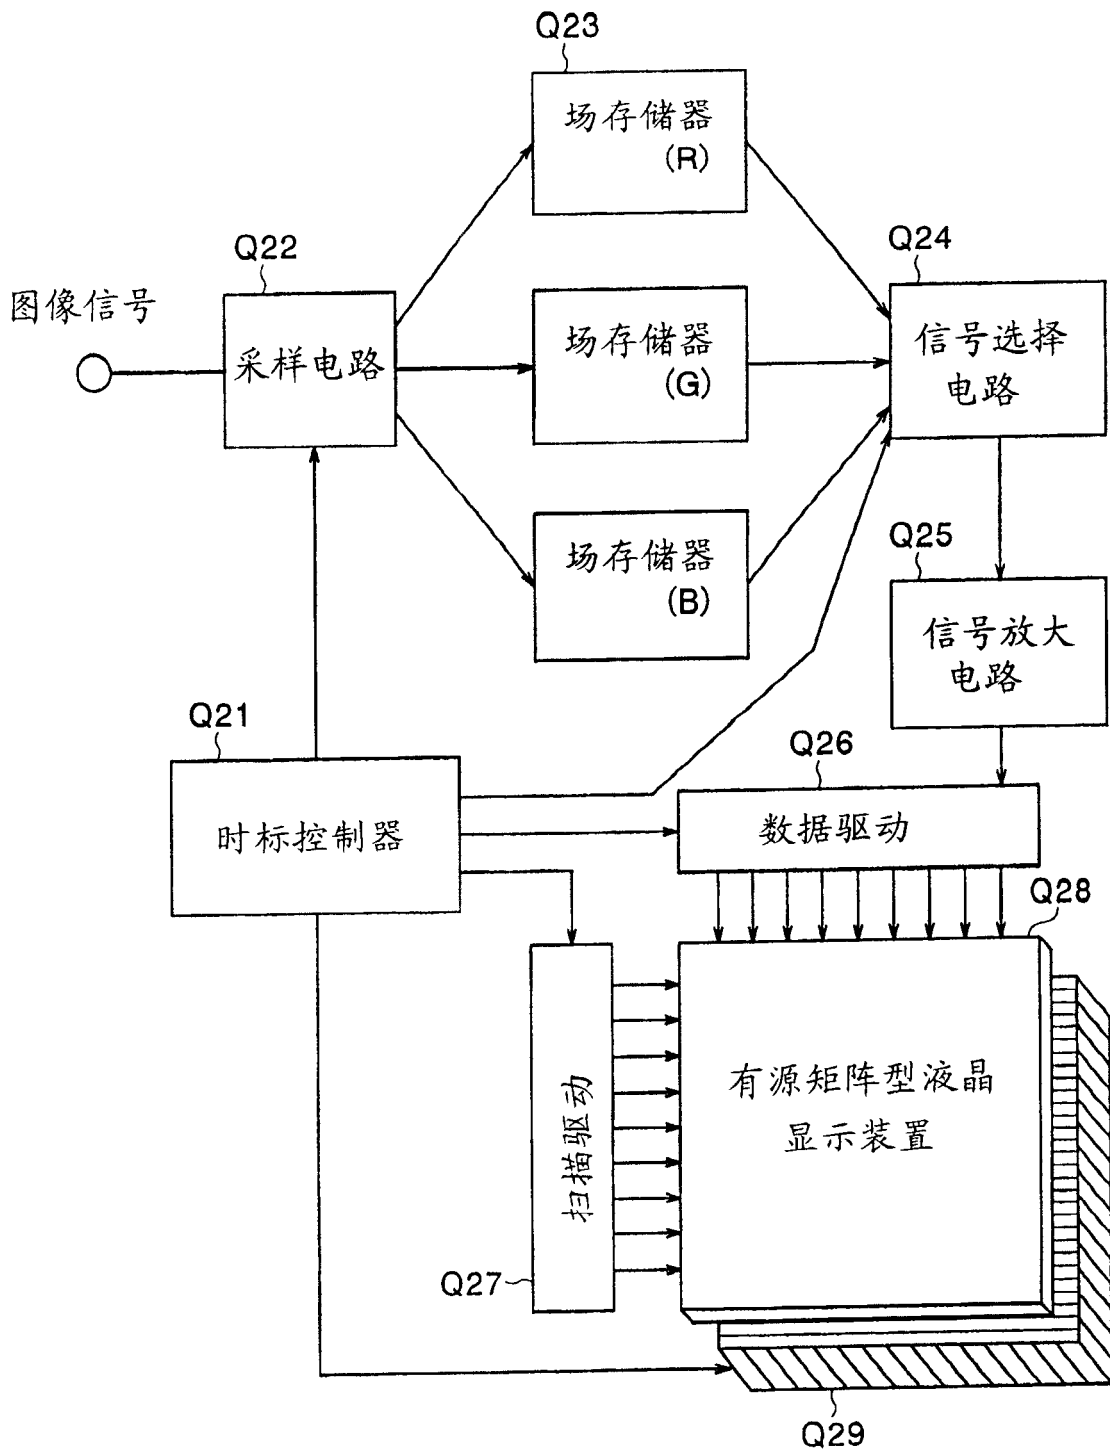 Q23
场存储器
(R)
Q22
Q24
图像信号
采样电路
场存储器
(G)
信号选择
电路
场存储器
(B)
Q25
信号放大
电路
Q21
时标控制器
Q26
数据驱动
Q28
扫描驱动
有源矩阵型液晶
显示装置
Q27
Q29